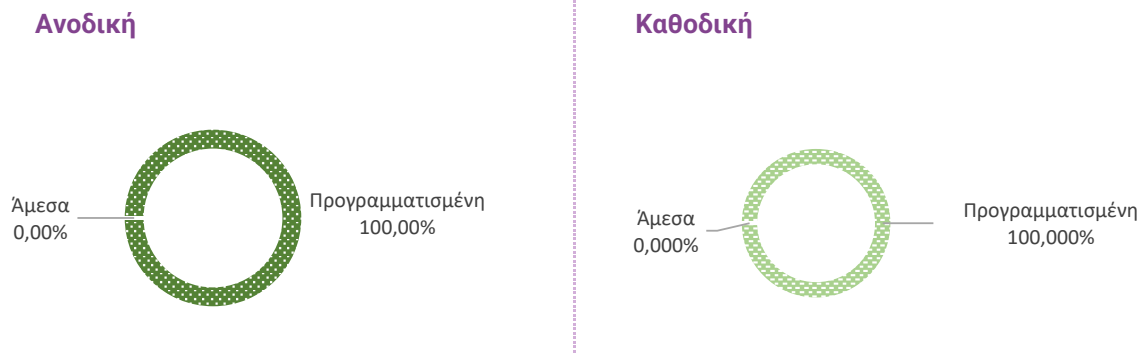 Ανοδική
Άμεσα
0,00%
Προγραμματισμένη
100,00%
Καθοδική
Άμεσα
0,000%
Προγραμματισμένη
100,000%